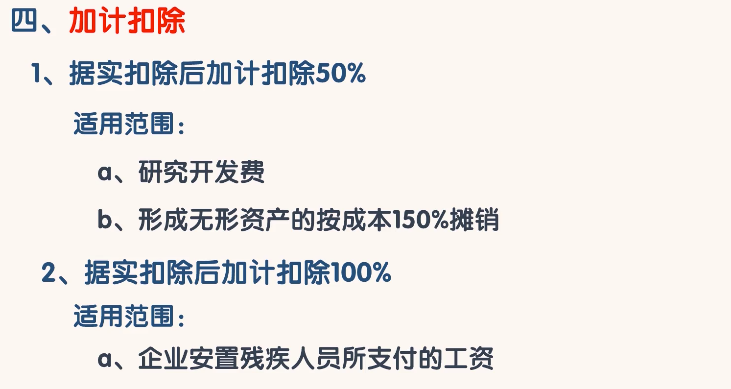 四、加计扣除
1、据实扣除后加计扣除50%
适用范围：
a、研究开发费
b、形成无形资产的按成本150%摊销
2、据实扣除后加计扣除100%
适用范围：
a、企业安置残疾人员所支付的工资